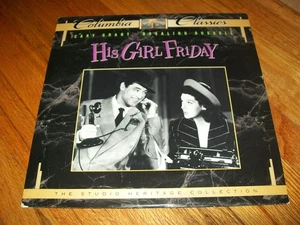 Columbia Classics
CARY GRANT ROSALIND RUSSELL
HIS GIRL FRIDAY
THE STUDIO HERITAGE COLLECTION